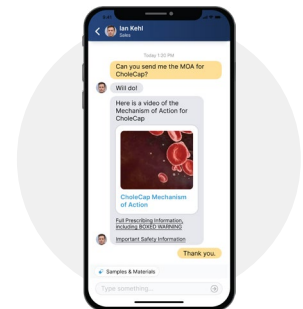 5:41
Ian Kehl
Sales
Today 1:20 PM
Can you send me the MOA for
CholeCap?
Will do!
Here is a video of the
Mechanism of Action for
CholeCap
CholeCap Mechanism
of Action
Full Prescribing Information,
including BOXED WARNING
Important Safety Information
Thank you.
Samples & Materials
Type something...